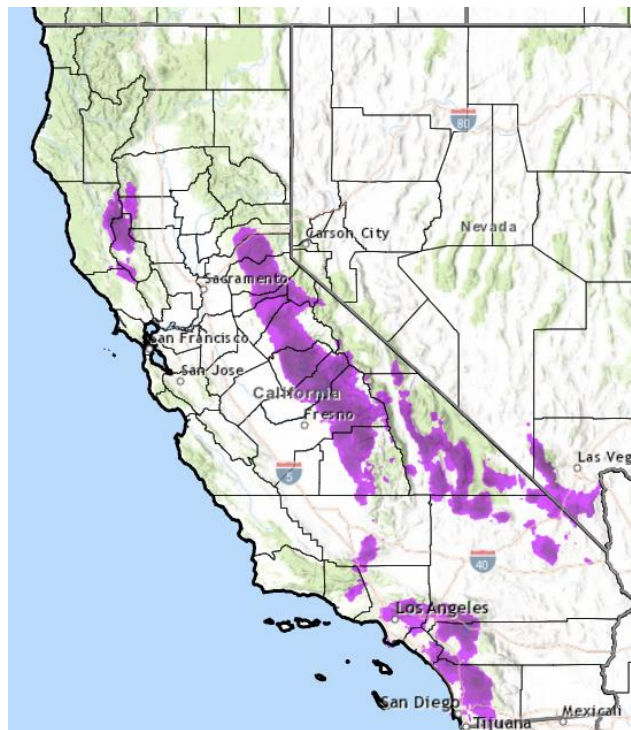 80
Carson City
Nevada
Sacramento
San Francisco
San Jose
California
Fresno
Las Veg
5
40
Los Angeles
San Diego
Mexicali
Tijuana